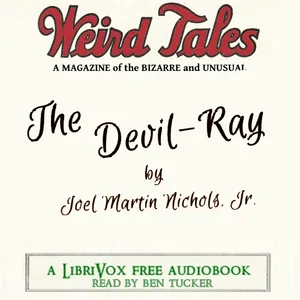 Weird Tales
A MAGAZINE of the BIZARRE and UNUSUAL
The Devil-Ray
by
Joel Martin Nichols, Jr.
A LIBRIVOX FREE AUDIOBOOK
READ BY BEN TUCKER